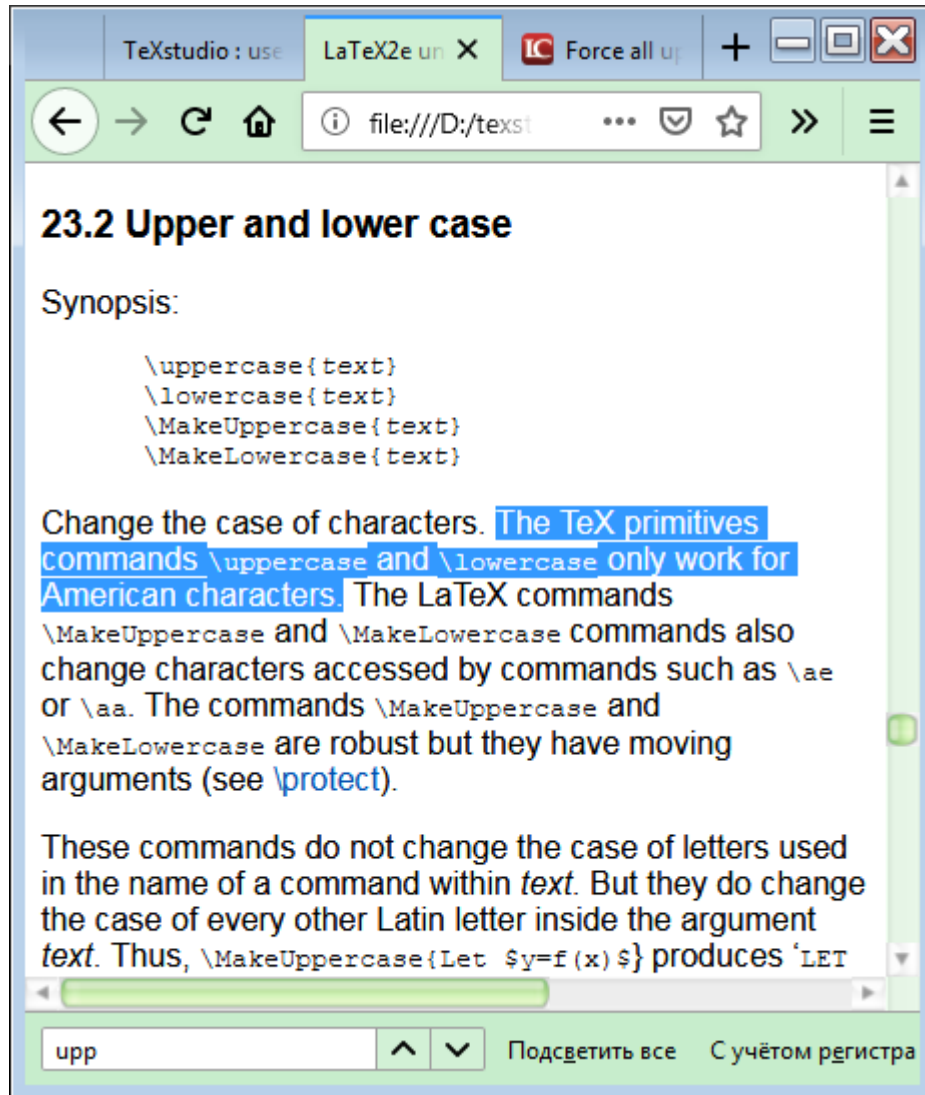 TeXstudio : use
LaTeX2e un
Force all up
file:///D:/texst
23.2 Upper and lower case
Synopsis:
\uppercase{text}
\lowercase{text}
\MakeUppercase{text}
\MakeLowercase{text}
Change the case of characters. The TeX primitives
commands \uppercase and \lowercase only work for
American characters. The LaTeX commands
\MakeUppercase and \MakeLowercase commands also
change characters accessed by commands such as \ae
or \aa. The commands \MakeUppercase and
\MakeLowercase are robust but they have moving
arguments (see \protect).
These commands do not change the case of letters used
in the name of a command within text. But they do change
the case of every other Latin letter inside the argument
text. Thus, \MakeUppercase{Let $y=f(x)$} produces ‘LET
upp Подсветить все С учётом регистра